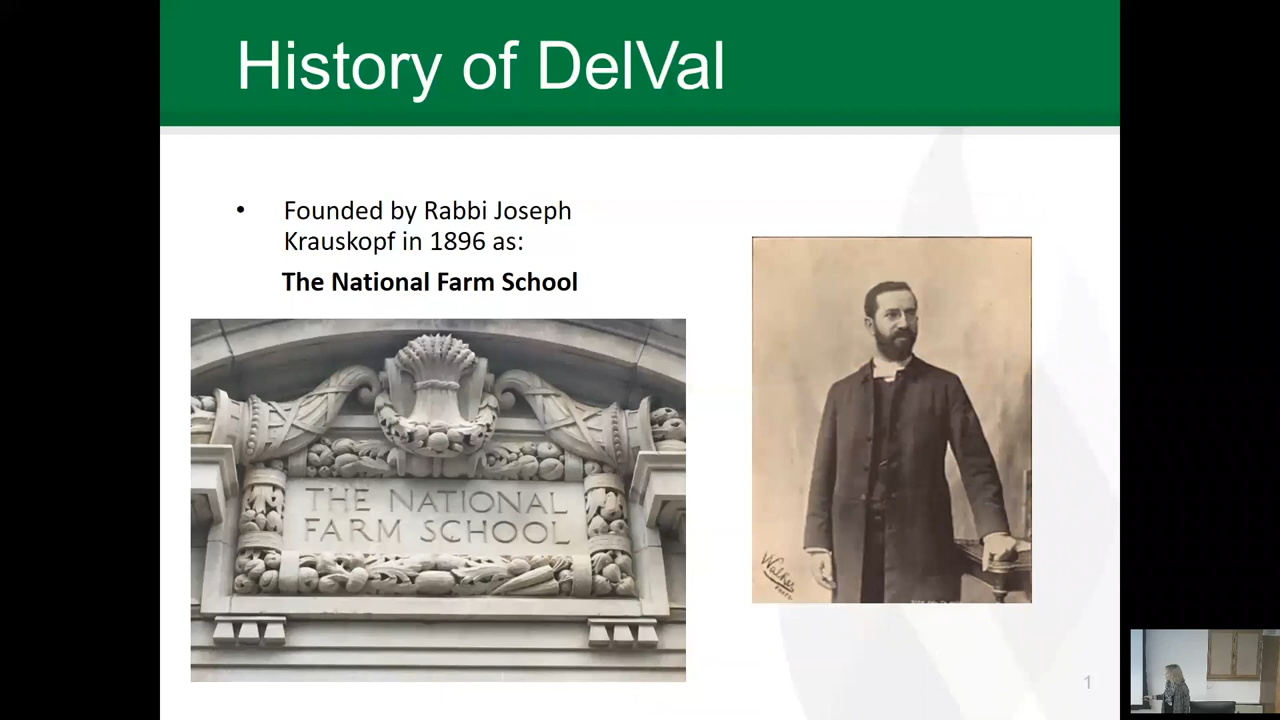 History of DelVal
• Founded by Rabbi Joseph
Krauskopf in 1896 as:
The National Farm School
THE NATIONAL
FARM SCHOOL
Walker
1